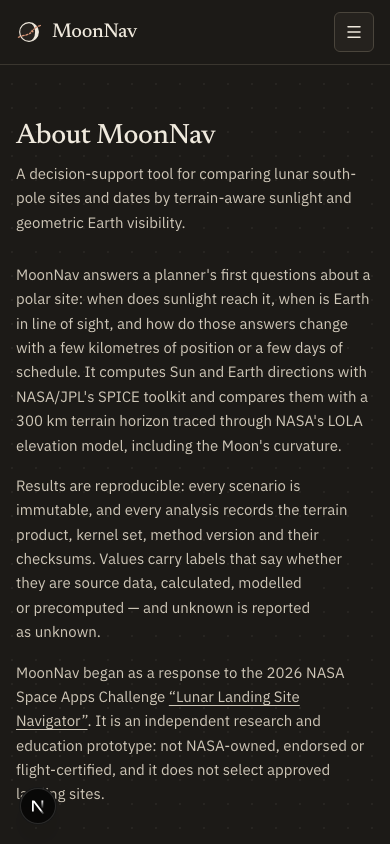 MoonNav
About MoonNav
A decision-support tool for comparing lunar south-
pole sites and dates by terrain-aware sunlight and
geometric Earth visibility.
MoonNav answers a planner's first questions about a
polar site: when does sunlight reach it, when is Earth
in line of sight, and how do those answers change
with a few kilometres of position or a few days of
schedule. It computes Sun and Earth directions with
NASA/JPL's SPICE toolkit and compares them with a
300 km terrain horizon traced through NASA's LOLA
elevation model, including the Moon's curvature.
Results are reproducible: every scenario is
immutable, and every analysis records the terrain
product, kernel set, method version and their
checksums. Values carry labels that say whether
they are source data, calculated, modelled
or precomputed — and unknown is reported
as unknown.
MoonNav began as a response to the 2026 NASA
Space Apps Challenge “Lunar Landing Site
Navigator”. It is an independent research and
education prototype: not NASA-owned, endorsed or
flight-certified, and it does not select approved
sites.
N